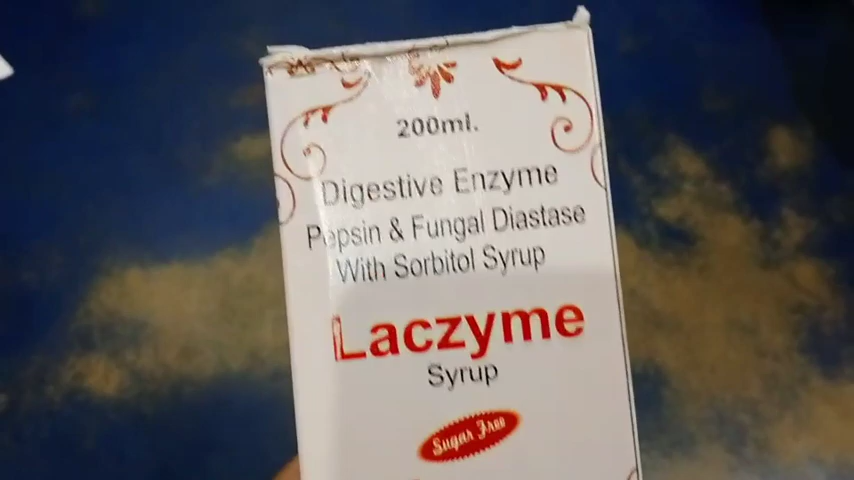 200ml.
Digestive Enzyme
Pepsin & Fungal Diastase
With Sorbitol Syrup
Laczyme
Syrup
Sugar Free